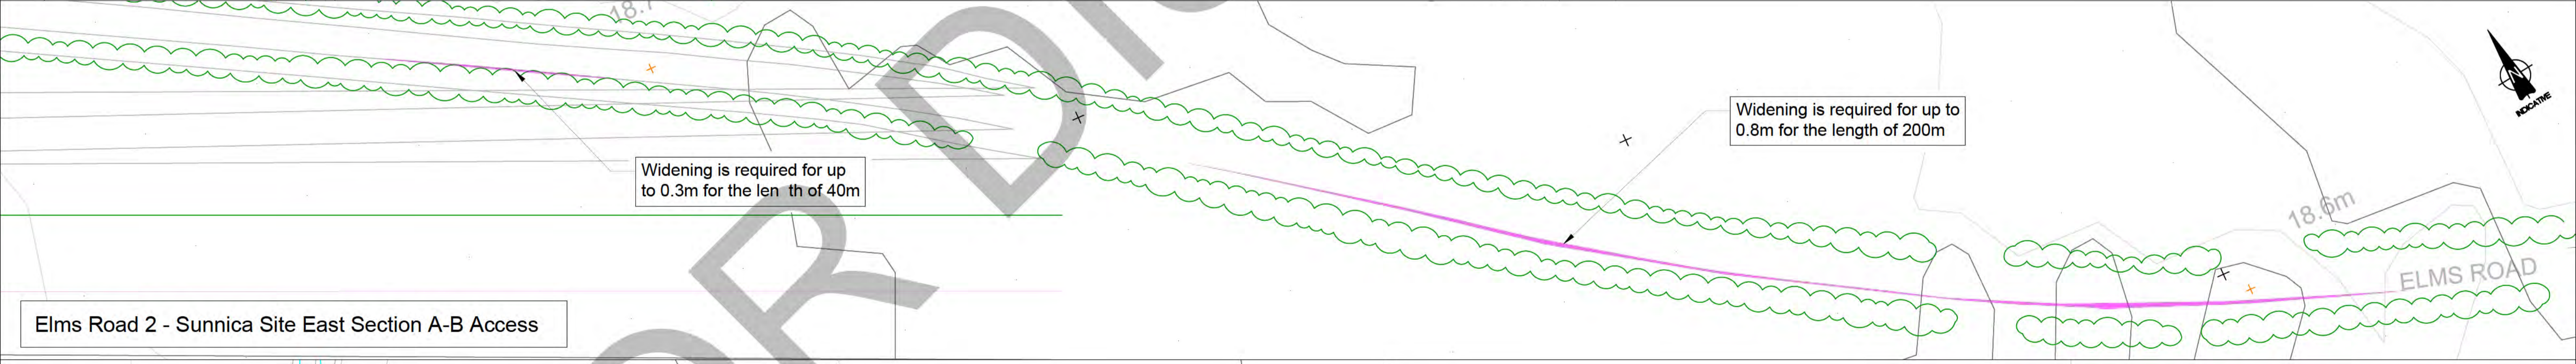 18.7
N
INDICATIVE
Widening is required for up to
0.8m for the length of 200m
Widening is required for up
to 0.3m for the len th of 40m
18.6m
ELMS ROAD
Elms Road 2 - Sunnica Site East Section A-B Access